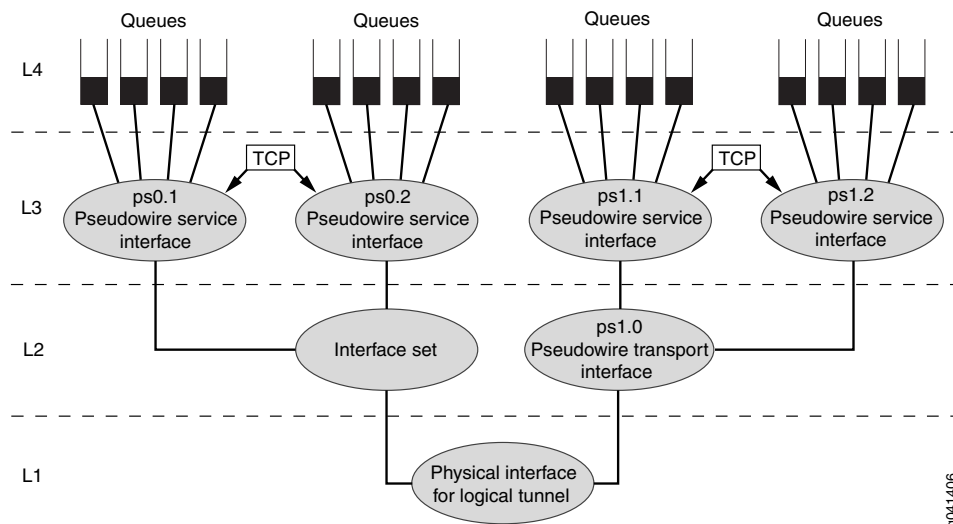 Queues
Queues
Queues
Queues
L4
TCP
TCP
L3
ps0.1
Pseudowire service
interface
ps0.2
Pseudowire service
interface
ps1.1
Pseudowire service
interface
ps1.2
Pseudowire service
interface
L2
Interface set
ps1.0
Pseudowire transport
interface
L1
Physical interface
for logical tunnel
g041406